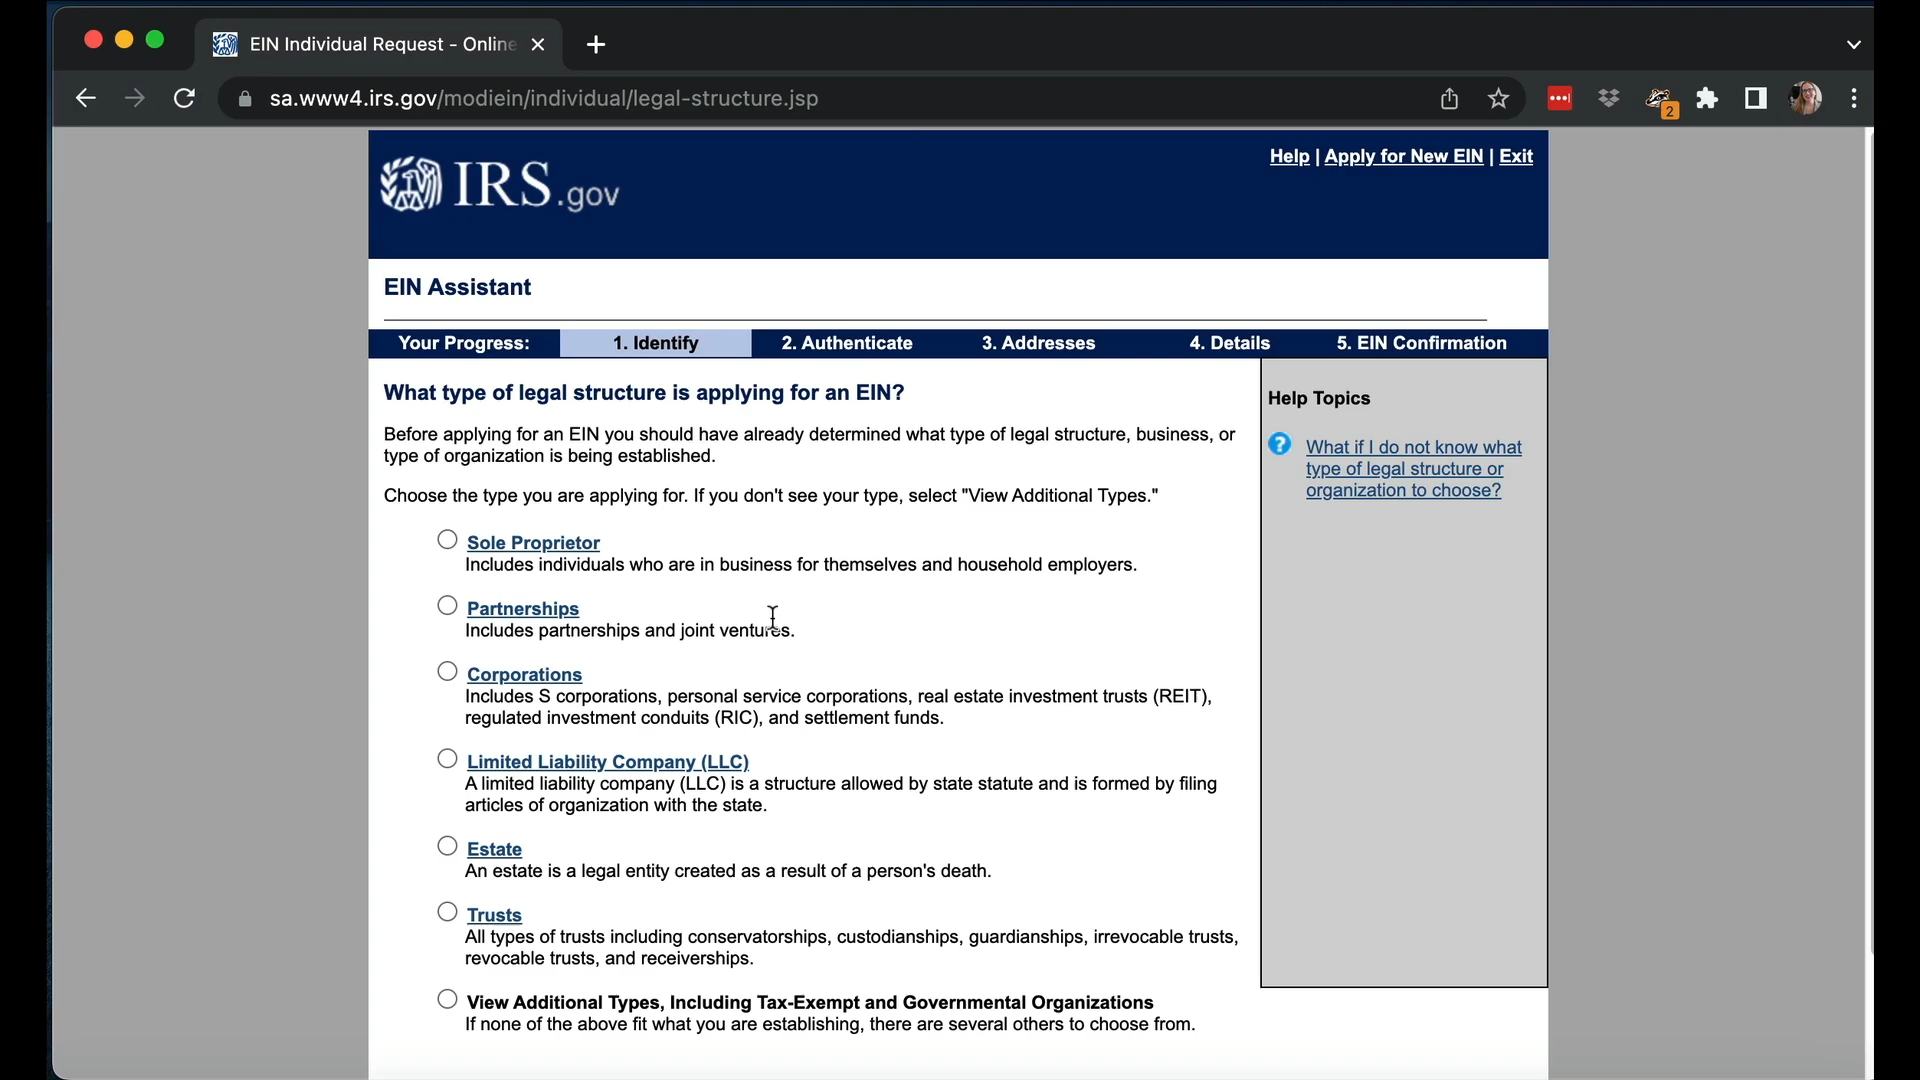 EIN Individual Request - Online
sa.www4.irs.gov/modiein/individual/legal-structure.jsp
2
IRS.gov
Help | Apply for New EIN | Exit
EIN Assistant
Your Progress: 1. Identify 2. Authenticate 3. Addresses 4. Details 5. EIN Confirmation
What type of legal structure is applying for an EIN?
Before applying for an EIN you should have already determined what type of legal structure, business, or
type of organization is being established.
Choose the type you are applying for. If you don't see your type, select "View Additional Types."
Sole Proprietor
Includes individuals who are in business for themselves and household employers.
Partnerships
Includes partnerships and joint ventures.
Corporations
Includes S corporations, personal service corporations, real estate investment trusts (REIT),
regulated investment conduits (RIC), and settlement funds.
Limited Liability Company (LLC)
A limited liability company (LLC) is a structure allowed by state statute and is formed by filing
articles of organization with the state.
Estate
An estate is a legal entity created as a result of a person's death.
Trusts
All types of trusts including conservatorships, custodianships, guardianships, irrevocable trusts,
revocable trusts, and receiverships.
View Additional Types, Including Tax-Exempt and Governmental Organizations
If none of the above fit what you are establishing, there are several others to choose from.
Help Topics
? What if I do not know what
type of legal structure or
organization to choose?